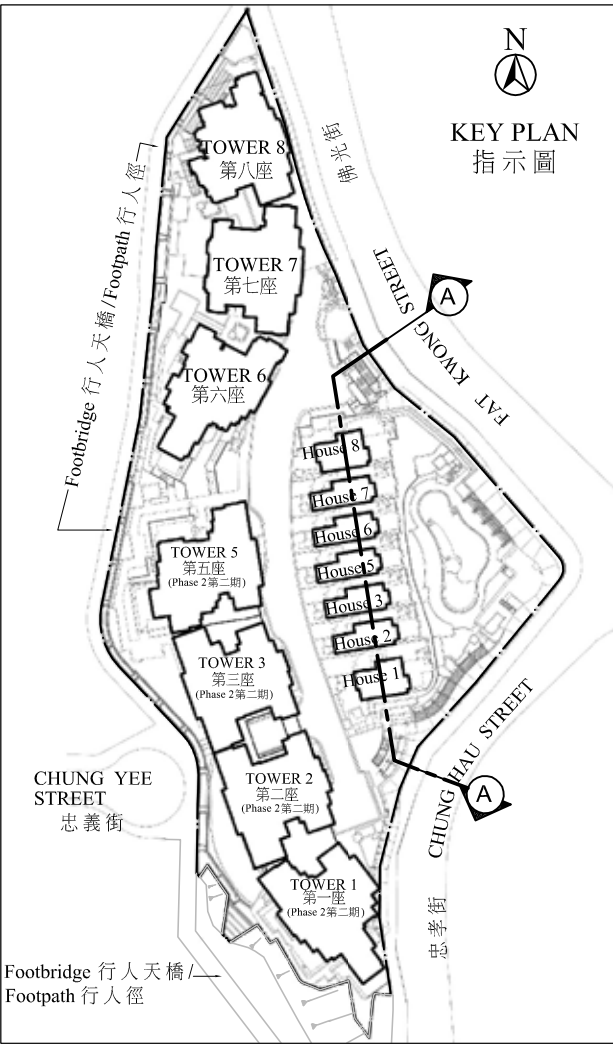 N
KEY PLAN
指示圖
佛光街
FAT KWONG STREET
A
TOWER 8
第八座
TOWER 7
第七座
TOWER 6
第六座
Footbridge 行人天橋/Footpath 行人徑
House 8
House 7
House 6
House 5
House 3
House 2
House 1
TOWER 5
第五座
(Phase 2第二期)
TOWER 3
第三座
(Phase 2第二期)
TOWER 2
第二座
(Phase 2第二期)
TOWER 1
第一座
(Phase 2第二期)
CHUNG YEE
STREET
忠義街
CHUNG HAU STREET
忠孝街
A
Footbridge 行人天橋/
Footpath 行人徑